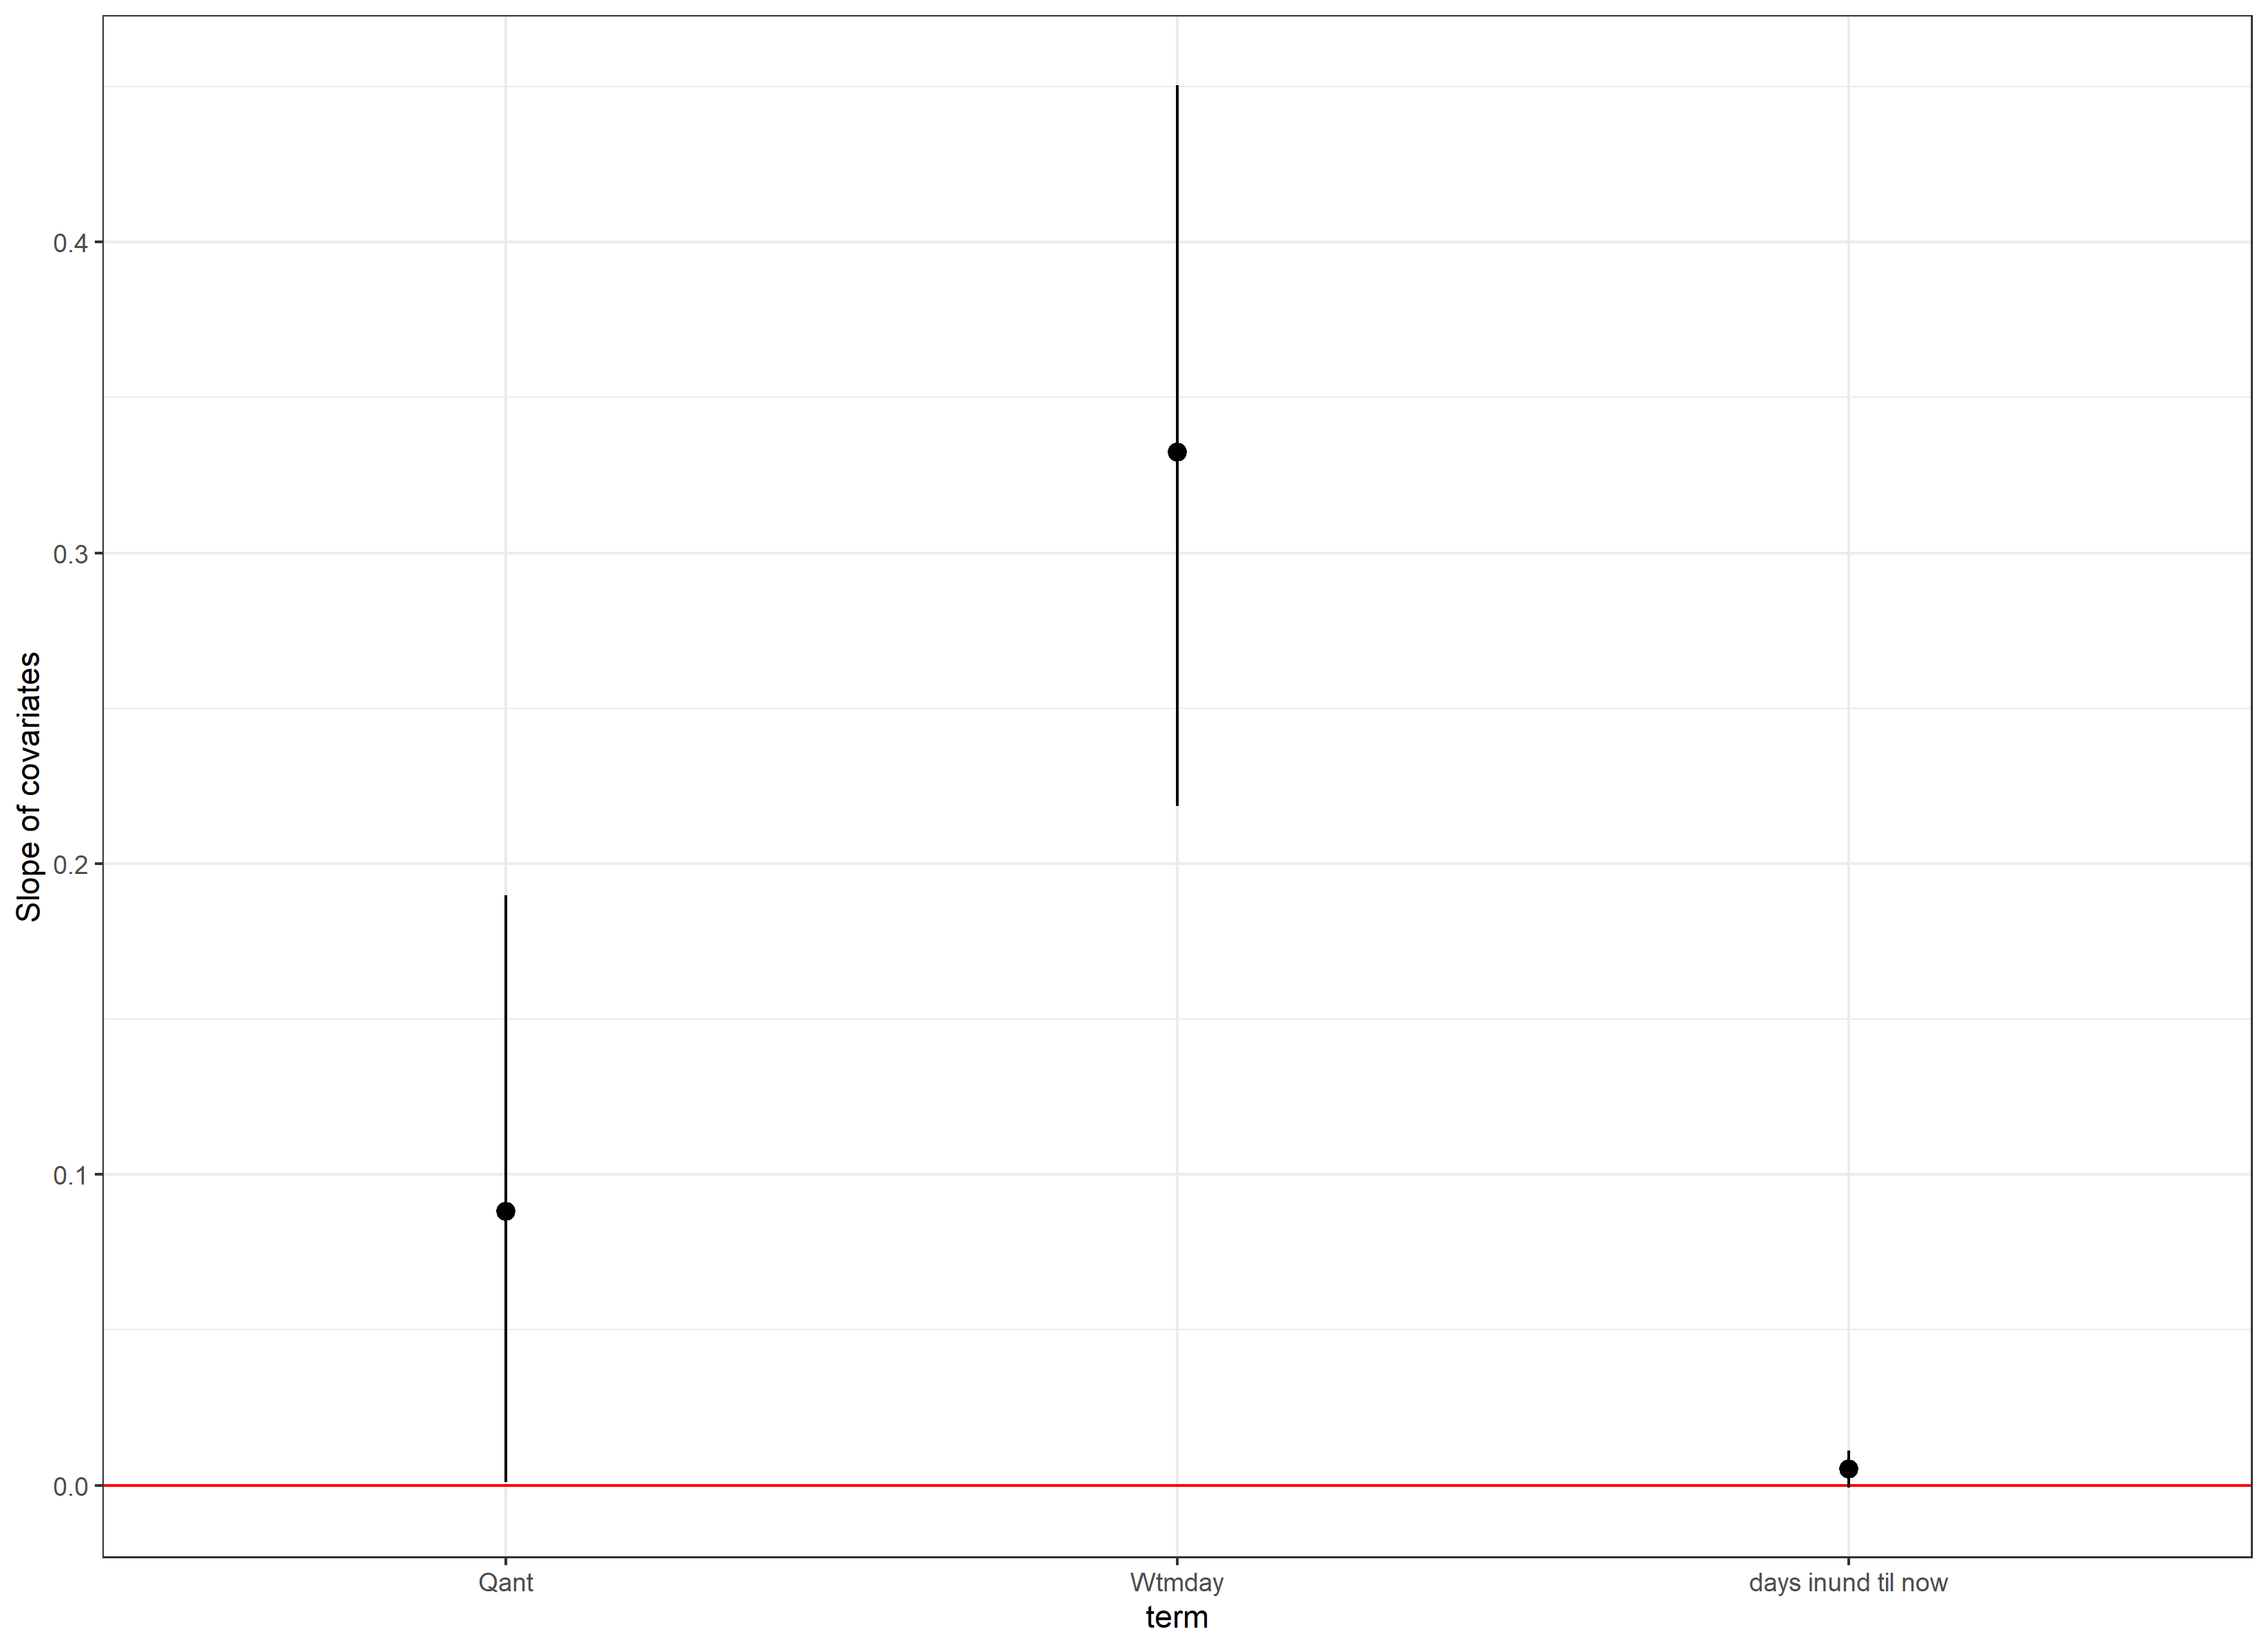 Slope of covariates
0.4
0.3
0.2
0.1
0.0
Qant
Wtmday
days inund til now
term